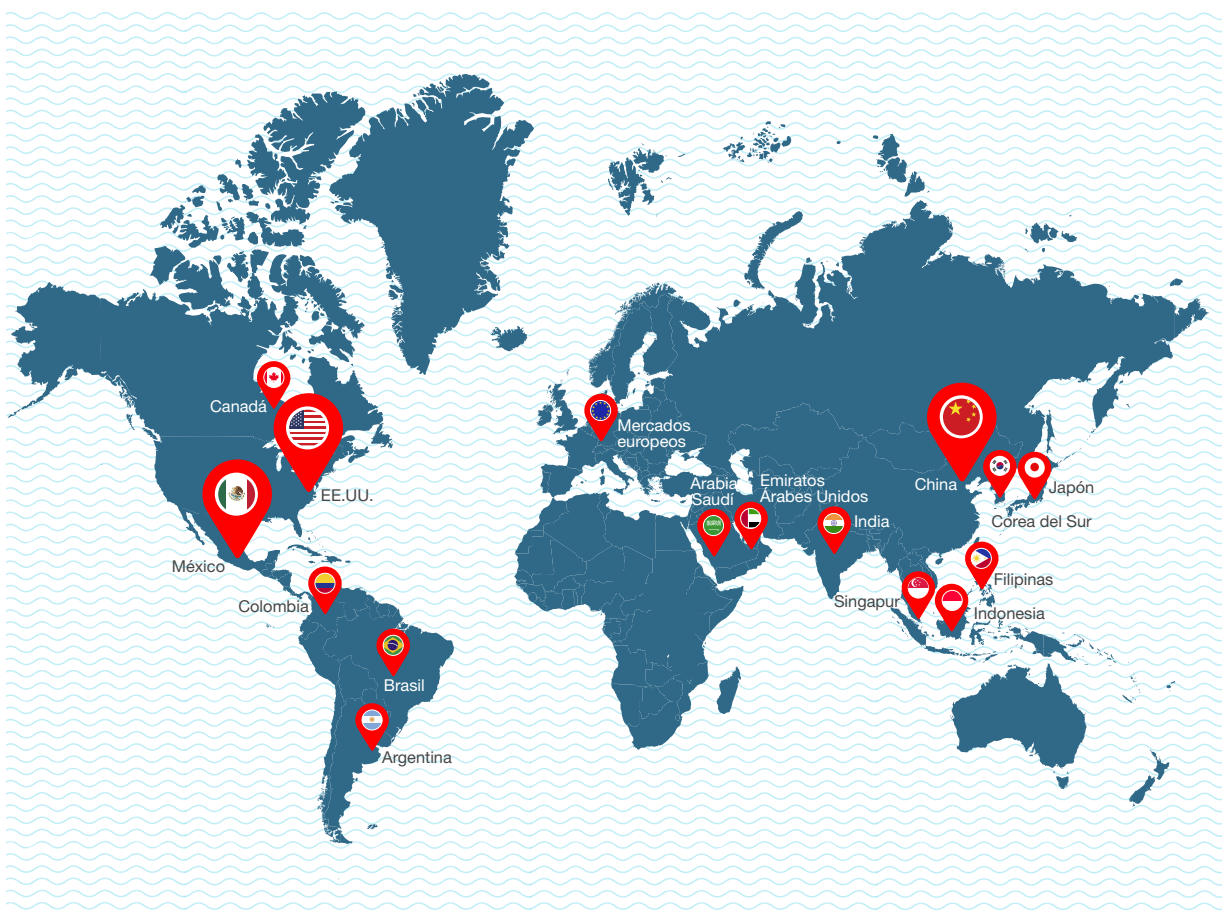 Canadá
EE.UU.
México
Colombia
Brasil
Argentina
Mercados
europeos
Arabia
Saudí
Emiratos
Árabes Unidos
India
China
Japón
Corea del Sur
Filipinas
Singapur
Indonesia